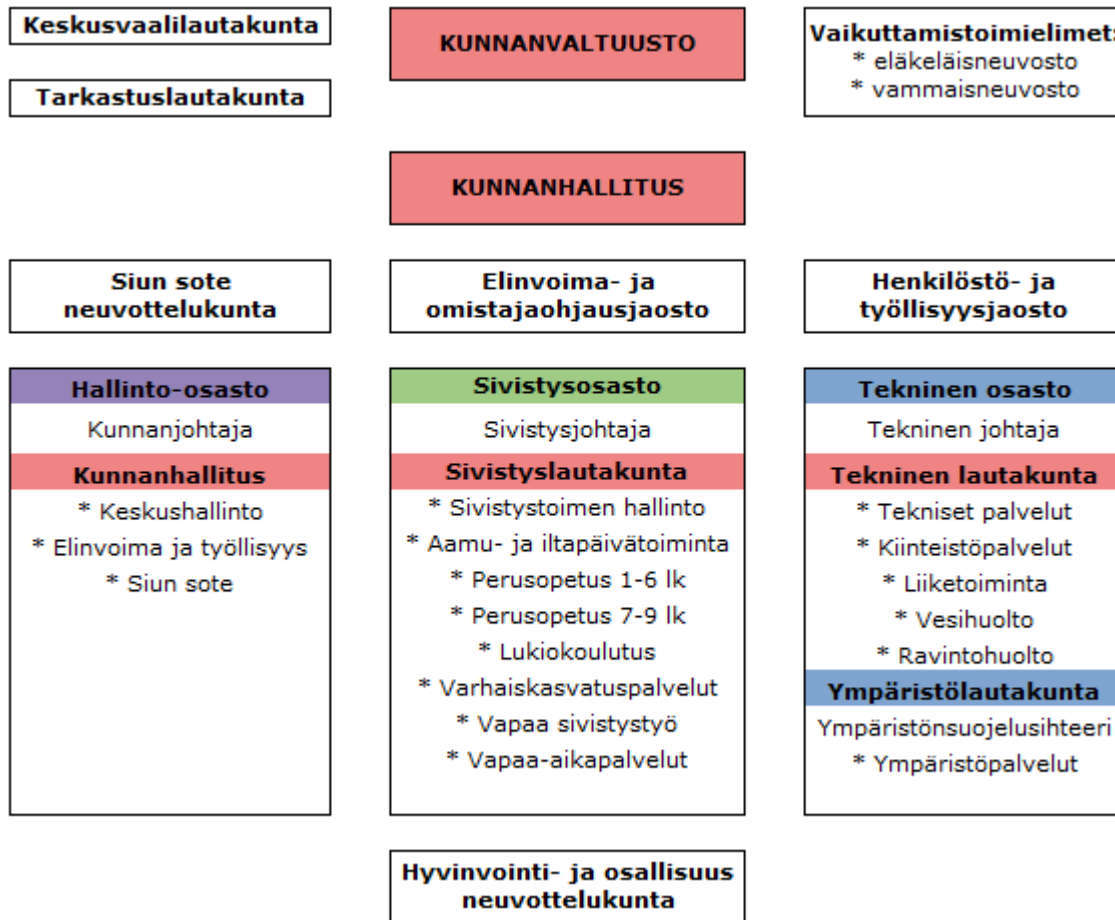 Keskusvaalilautakunta
Tarkastuslautakunta
KUNNANVALTUUSTO
Vaikuttamistoimielimet:
* eläkeläisneuvosto
* vammaisneuvosto
KUNNANHALLITUS
Siun sote
neuvottelukunta
Elinvoima- ja
omistajaohjausjaosto
Henkilöstö- ja
työllisyysjaosto
Hallinto-osasto
Kunnanjohtaja
Kunnanhallitus
* Keskushallinto
* Elinvoima ja työllisyys
* Siun sote
Sivistysosasto
Sivistysjohtaja
Sivistyslautakunta
* Sivistystoimen hallinto
* Aamu- ja iltapäivätoiminta
* Perusopetus 1-6 lk
* Perusopetus 7-9 lk
* Lukiokoulutus
* Varhaiskasvatuspalvelut
* Vapaa sivistystyö
* Vapaa-aikapalvelut
Tekninen osasto
Tekninen johtaja
Tekninen lautakunta
* Tekniset palvelut
* Kiinteistöpalvelut
* Liiketoiminta
* Vesihuolto
* Ravintohuolto
Ympäristölautakunta
Ympäristönsuojelusihteeri
* Ympäristöpalvelut
Hyvinvointi- ja osallisuus
neuvottelukunta